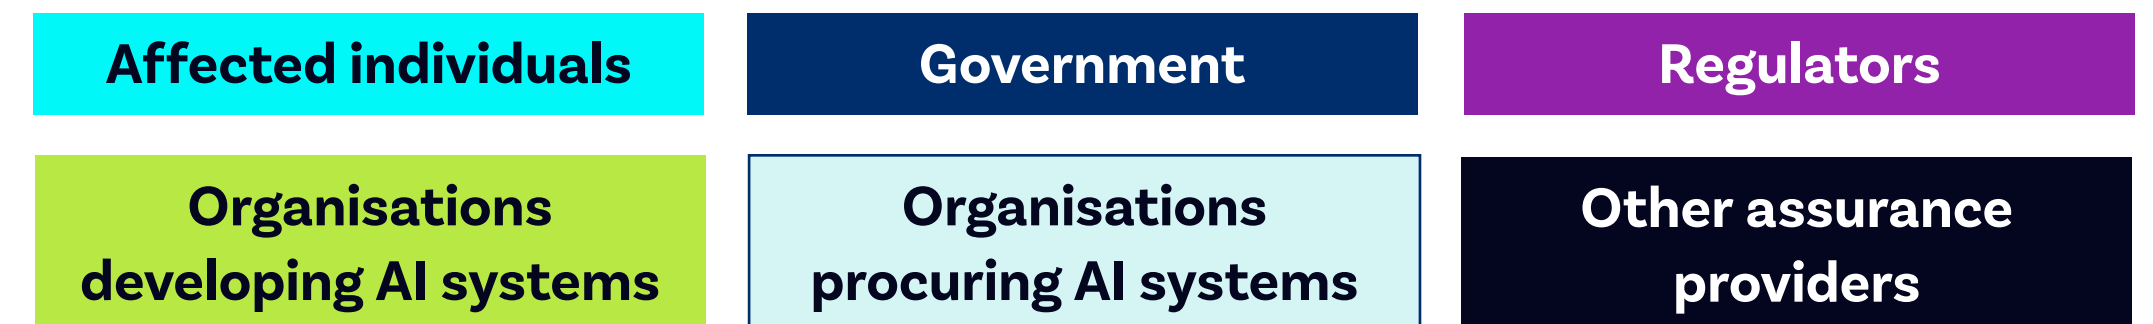 Affected individuals
Government
Regulators
Organisations
developing AI systems
Organisations
procuring AI systems
Other assurance
providers